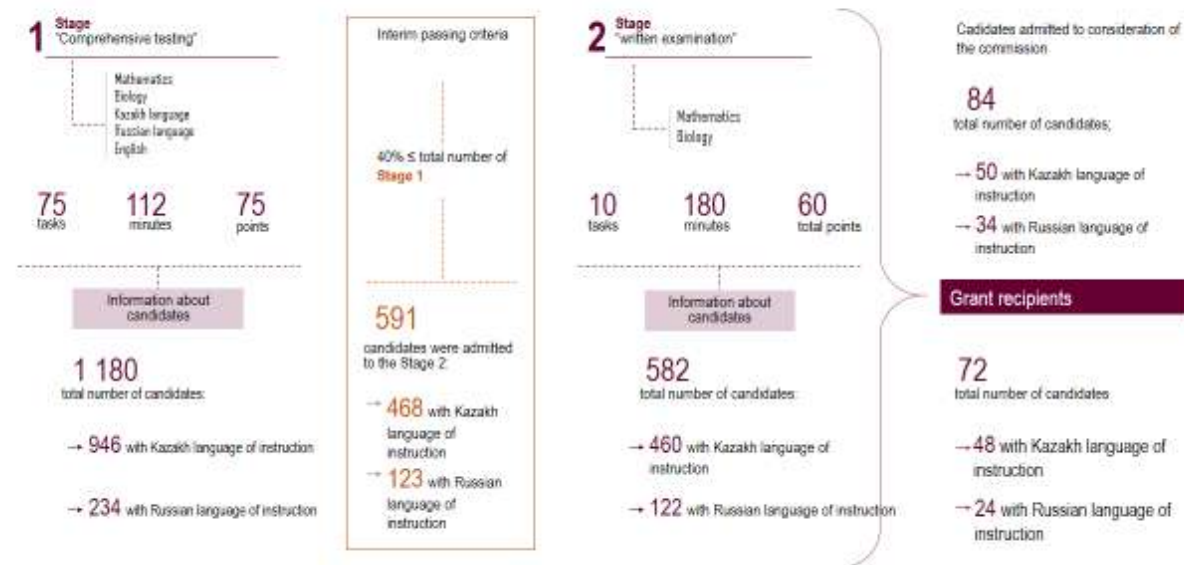 1 Stage
"Comprehensive testing"
Mathematics
Biology
Kazakh language
Russian language
English
75 tasks
112 minutes
75 points
Information about
candidates
1 180
total number of candidates:
→ 946 with Kazakh language of instruction
→ 234 with Russian language of instruction
Interim passing criteria
40% ≤ total number of
Stage 1
591
candidates were admitted
to the Stage 2:
→ 468 with Kazakh
language of
instruction
→ 123 with Russian
language of
instruction
2 Stage
"written examination"
Mathematics
Biology
10 tasks
180 minutes
60 total points
Information about
candidates
582
total number of candidates:
→ 460 with Kazakh language of
instruction
→ 122 with Russian language of instruction
Cadidates admitted to consideration of
the commission
84
total number of candidates;
→ 50 with Kazakh language of
instruction
→ 34 with Russian language of
instruction
Grant recipients
72
total number of candidates
→ 48 with Kazakh language of
instruction
→ 24 with Russian language of
instruction